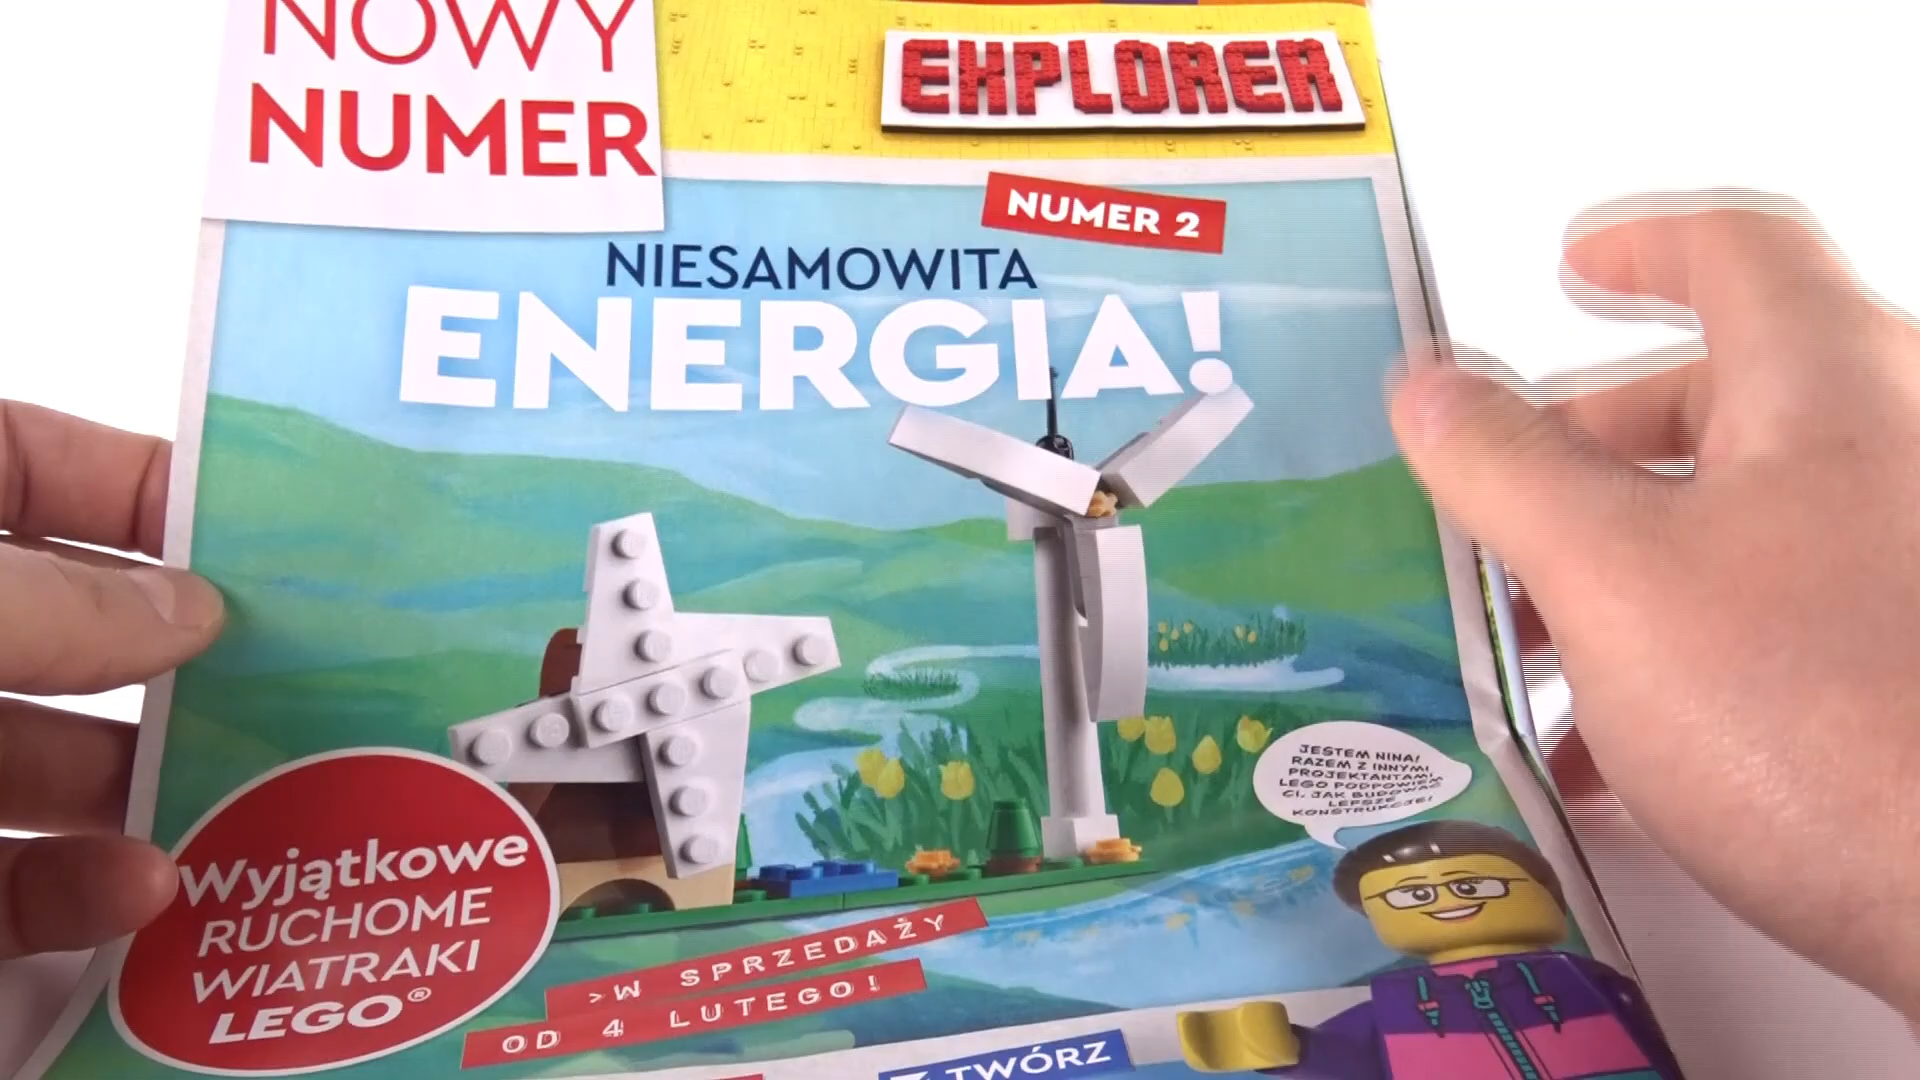 NOWY
NUMER
EXPLORER
NUMER 2
NIESAMOWITA
ENERGIA!
JESTEM NINA!
RAZEM Z INNYMI
PROJEKTANTAMI
LEGO PODPOWIEM
CI, JAK BUDOWAĆ
LEPSZE
KONSTRUKCJE!
Wyjątkowe
RUCHOME
WIATRAKI
LEGO®
>W SPRZEDAŻY
OD 4 LUTEGO!
TWÓRZ